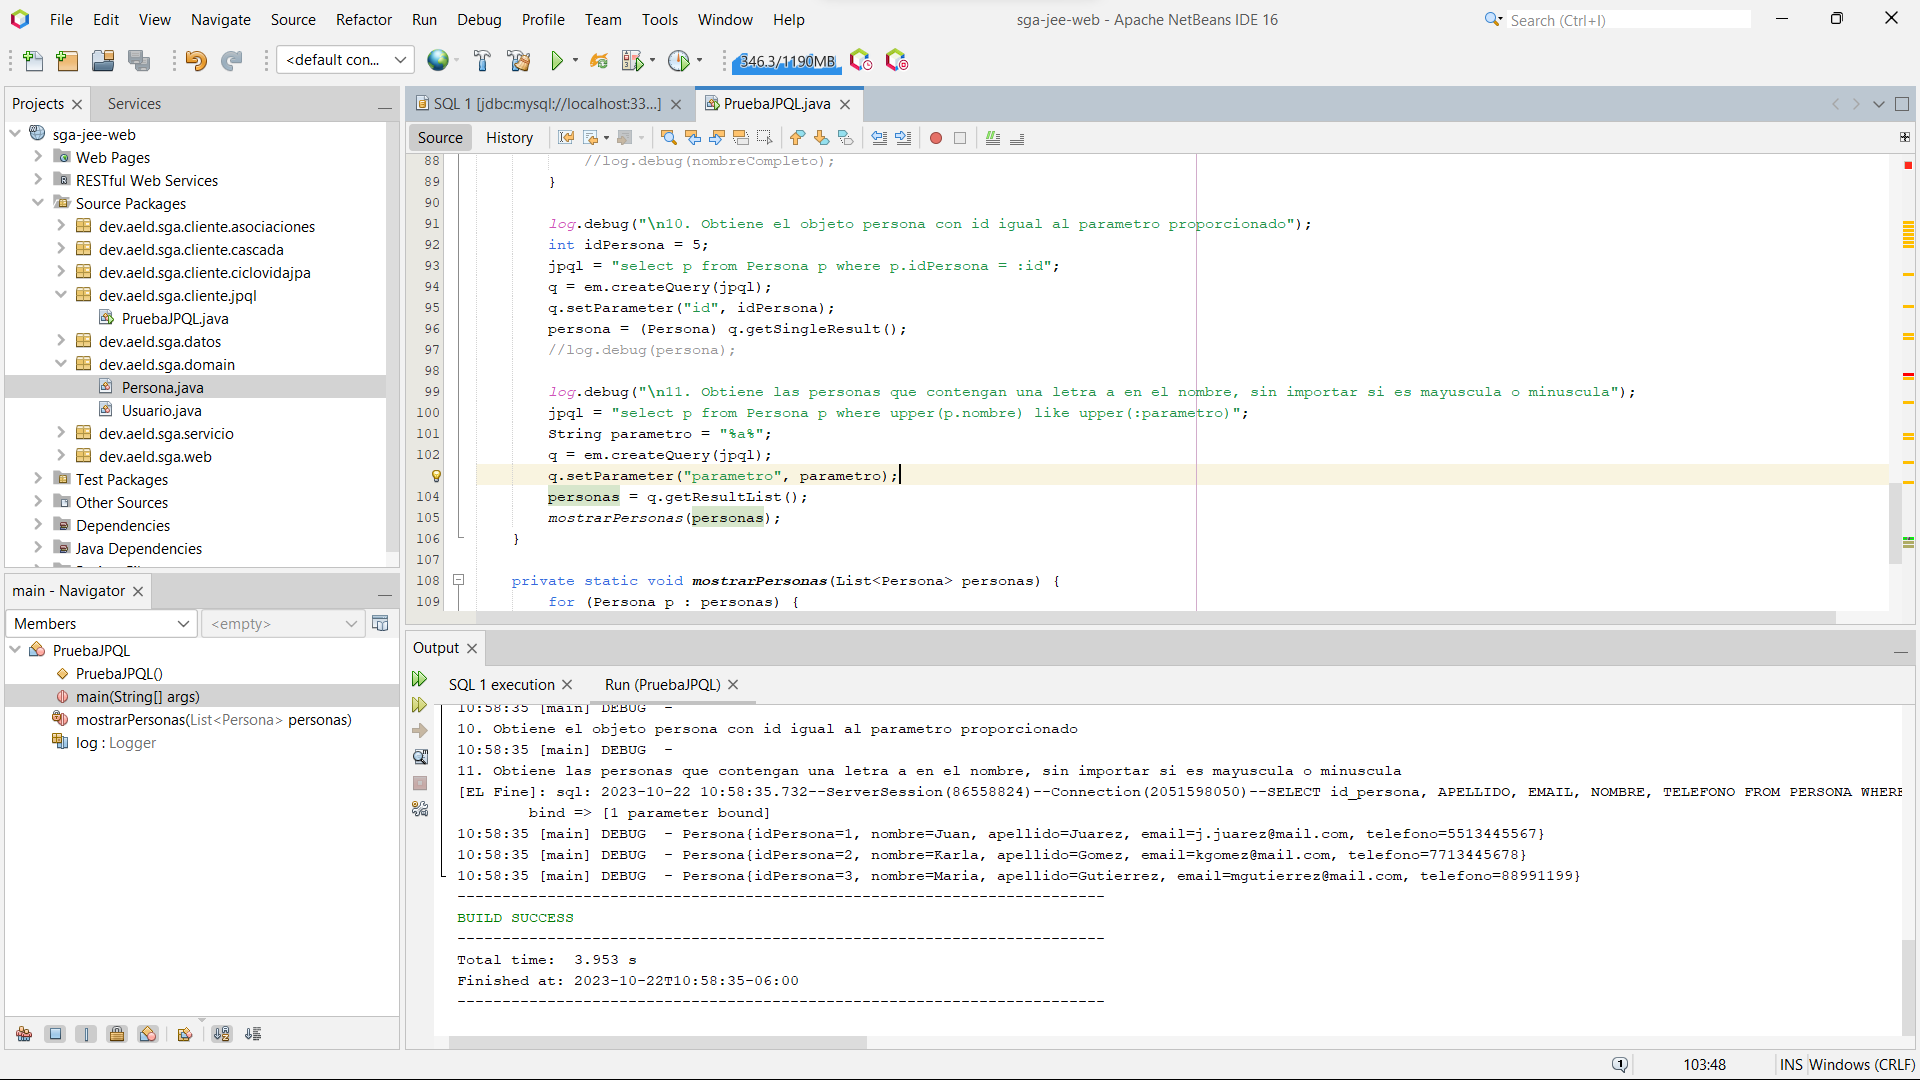 File Edit View Navigate Source Refactor Run Debug Profile Team Tools Window Help
sga-jee-web - Apache NetBeans IDE 16
Search (Ctrl+I)
<default con...
346.3/1190MB
Projects
Services
sga-jee-web
Web Pages
RESTful Web Services
Source Packages
dev.aeld.sga.cliente.asociaciones
dev.aeld.sga.cliente.cascada
dev.aeld.sga.cliente.ciclovidajpa
dev.aeld.sga.cliente.jpql
PruebaJPQL.java
dev.aeld.sga.datos
dev.aeld.sga.domain
Persona.java
Usuario.java
dev.aeld.sga.servicio
dev.aeld.sga.web
Test Packages
Other Sources
Dependencies
Java Dependencies
main - Navigator
Members
<empty>
PruebaJPQL
PruebaJPQL()
main(String[] args)
mostrarPersonas(List<Persona> personas)
log : Logger
SQL 1 [jdbc:mysql://localhost:33...]
PruebaJPQL.java
Source History
88 //log.debug(nombreCompleto);
89 }
90
91 log.debug("\n10. Obtiene el objeto persona con id igual al parametro proporcionado");
92 int idPersona = 5;
93 jpql = "select p from Persona p where p.idPersona = :id";
94 q = em.createQuery(jpql);
95 q.setParameter("id", idPersona);
96 persona = (Persona) q.getSingleResult();
97 //log.debug(persona);
98
99 log.debug("\n11. Obtiene las personas que contengan una letra a en el nombre, sin importar si es mayuscula o minuscula");
100 jpql = "select p from Persona p where upper(p.nombre) like upper(:parametro)";
101 String parametro = "%a%";
102 q = em.createQuery(jpql);
q.setParameter("parametro", parametro);
104 personas = q.getResultList();
105 mostrarPersonas(personas);
106 }
107
108 private static void mostrarPersonas(List<Persona> personas) {
109 for (Persona p : personas) {
Output
SQL 1 execution
Run (PruebaJPQL)
10:58:35 [main] DEBUG -
10. Obtiene el objeto persona con id igual al parametro proporcionado
10:58:35 [main] DEBUG -
11. Obtiene las personas que contengan una letra a en el nombre, sin importar si es mayuscula o minuscula
[EL Fine]: sql: 2023-10-22 10:58:35.732--ServerSession(86558824)--Connection(2051598050)--SELECT id_persona, APELLIDO, EMAIL, NOMBRE, TELEFONO FROM PERSONA WHERE
bind => [1 parameter bound]
10:58:35 [main] DEBUG - Persona{idPersona=1, nombre=Juan, apellido=Juarez, email=j.juarez@mail.com, telefono=5513445567}
10:58:35 [main] DEBUG - Persona{idPersona=2, nombre=Karla, apellido=Gomez, email=kgomez@mail.com, telefono=7713445678}
10:58:35 [main] DEBUG - Persona{idPersona=3, nombre=Maria, apellido=Gutierrez, email=mgutierrez@mail.com, telefono=88991199}
------------------------------------------------------------------------
BUILD SUCCESS
------------------------------------------------------------------------
Total time: 3.953 s
Finished at: 2023-10-22T10:58:35-06:00
------------------------------------------------------------------------
1
103:48
INS
Windows (CRLF)